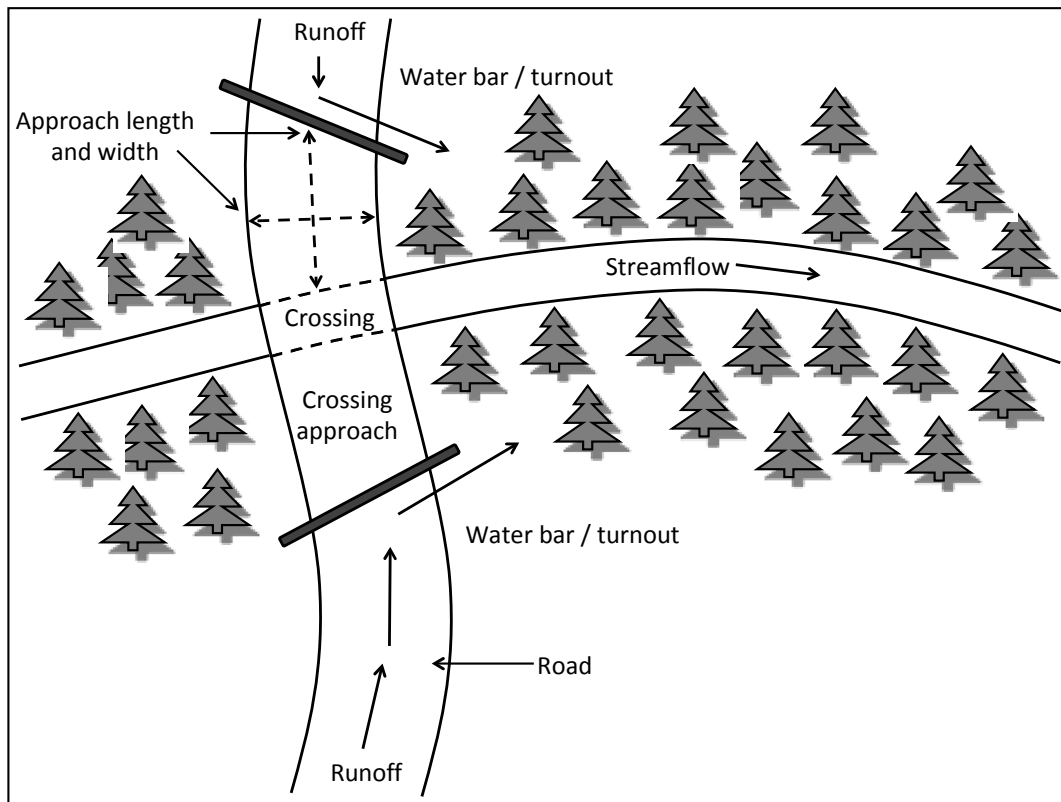 Runoff
Water bar / turnout
Approach length
and width
Streamflow
Crossing
Crossing
approach
Water bar / turnout
Road
Runoff